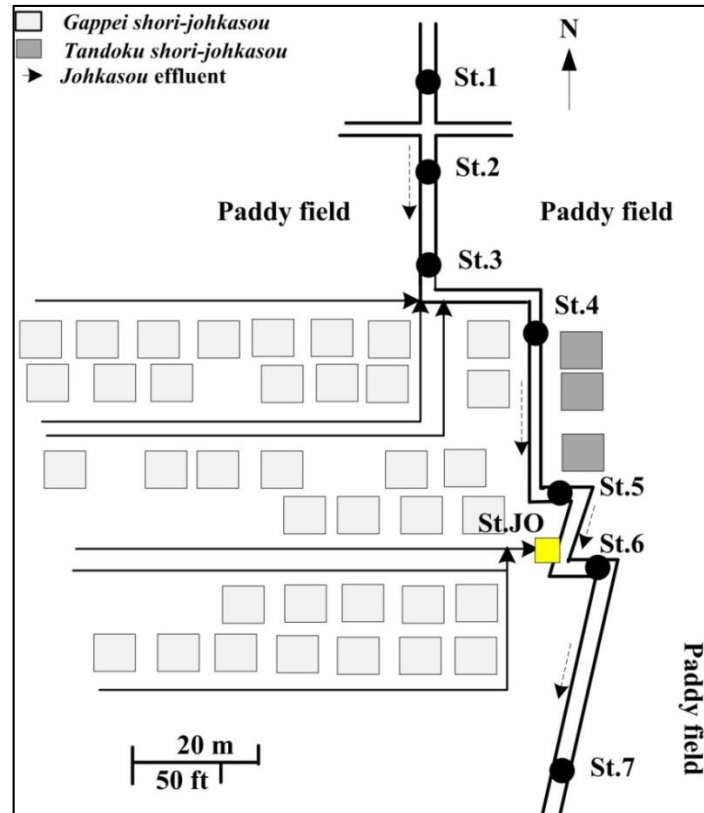 Gappei shori-johkasou
Tandoku shori-johkasou
Johkasou effluent
N
St.1
St.2
Paddy field
Paddy field
St.3
St.4
St.5
St.JO
St.6
Paddy field
20 m
50 ft
St.7